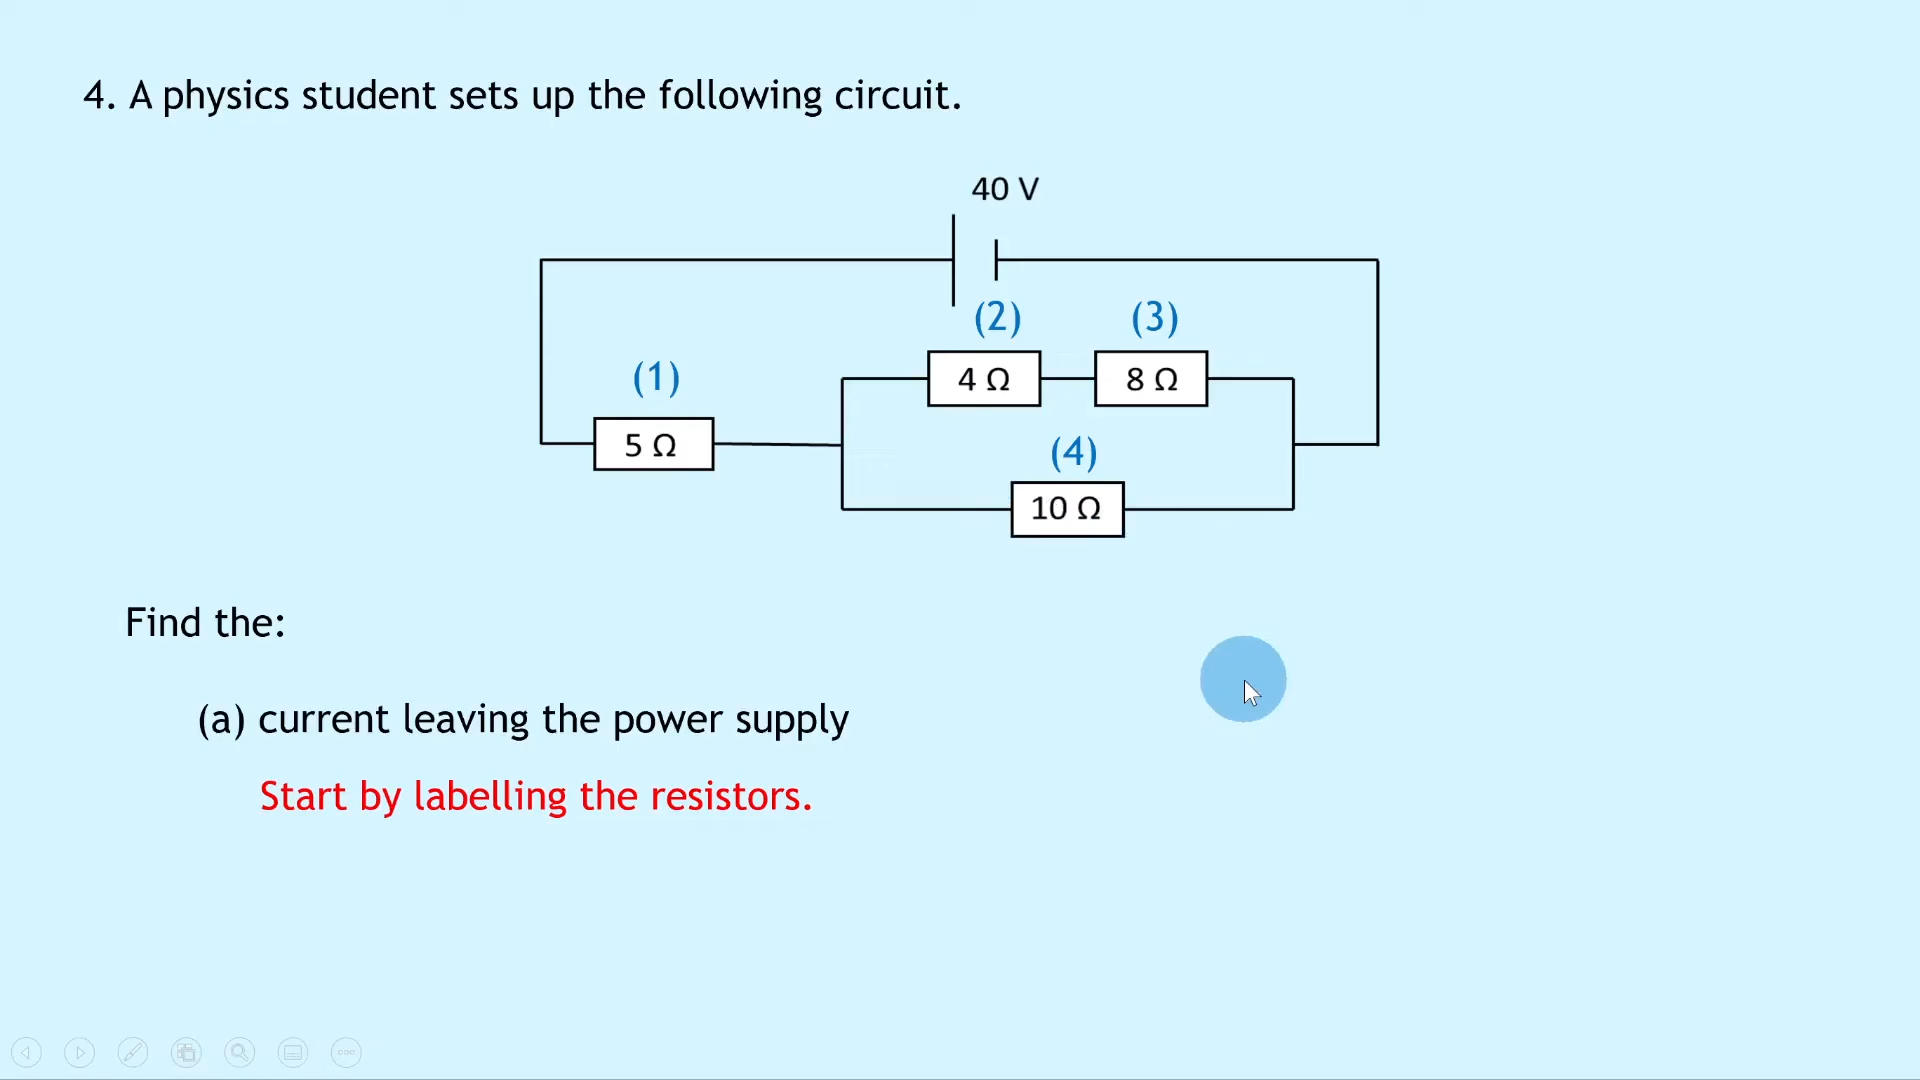 4. A physics student sets up the following circuit.
40 V
(2)
(3)
(1)
4 Ω
8 Ω
5 Ω
(4)
10 Ω
Find the:
(a) current leaving the power supply
Start by labelling the resistors.